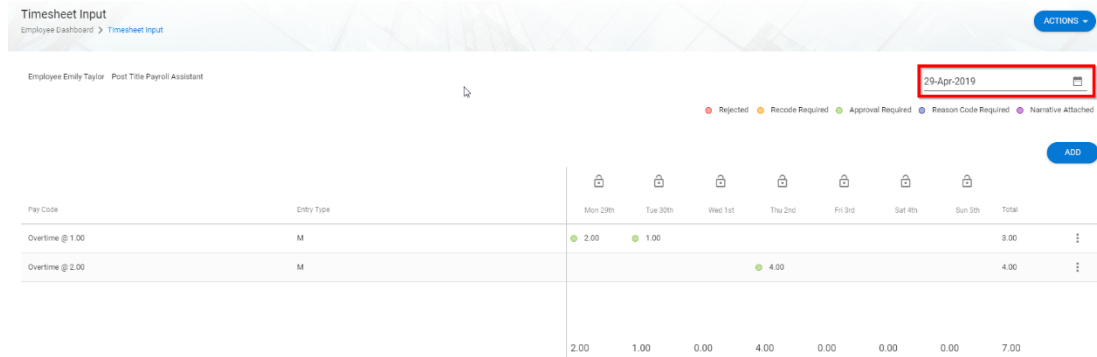 Timesheet Input
Employee Dashboard > Timesheet Input
ACTIONS
Employee Emily Taylor Post Title Payroll Assistant
29-Apr-2019
Rejected Recode Required Approval Required Reason Code Required Narrative Attached
ADD
Pay Code Entry Type Mon 29th Tue 30th Wed 1st Thu 2nd Fri 3rd Sat 4th Sun 5th Total
Overtime @ 1.00 M 2.00 1.00 3.00
Overtime @ 2.00 M 4.00 4.00
2.00 1.00 0.00 4.00 0.00 0.00 0.00 7.00